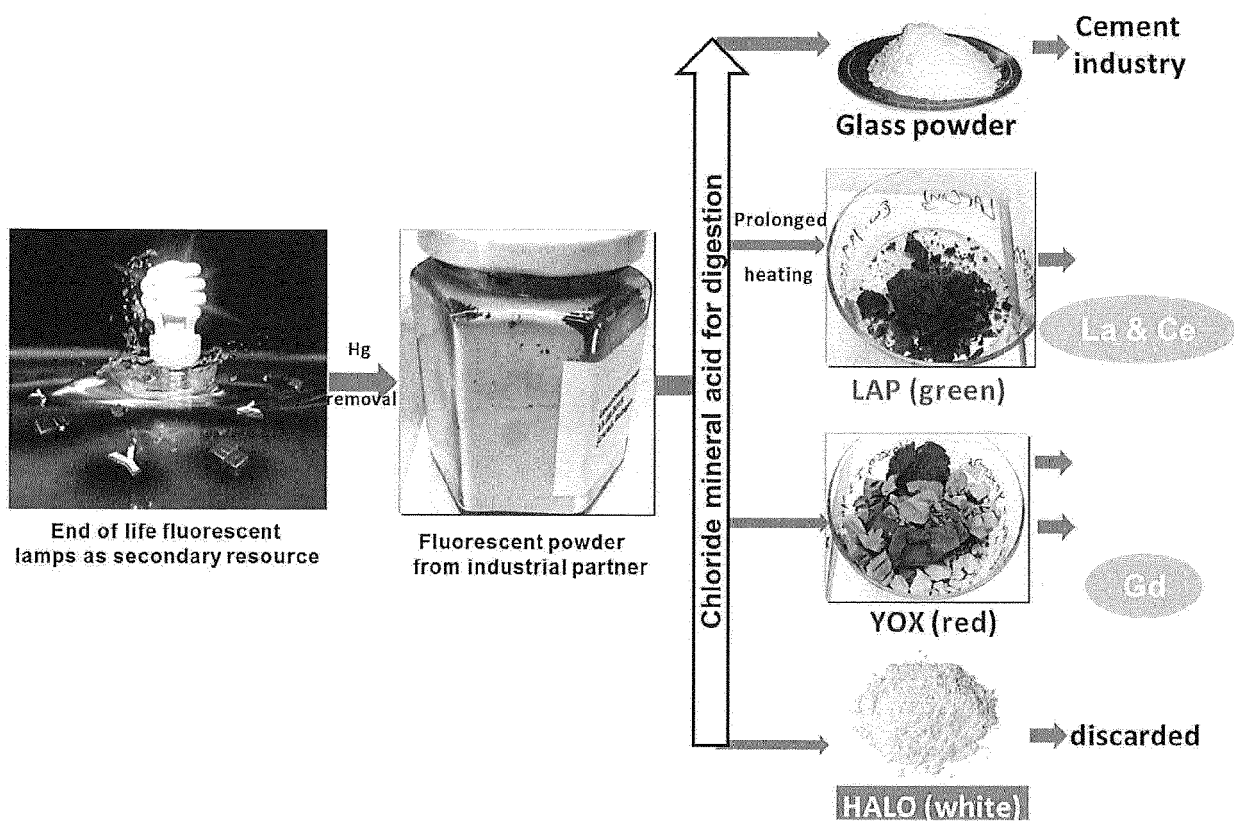 End of life fluorescent
lamps as secondary resource
Hg
removal
Fluorescent powder
from industrial partner
Chloride mineral acid for digestion
Glass powder
Cement
industry
Prolonged
heating
LAP (green)
La & Ce
YOX (red)
Gd
HALO (white)
discarded